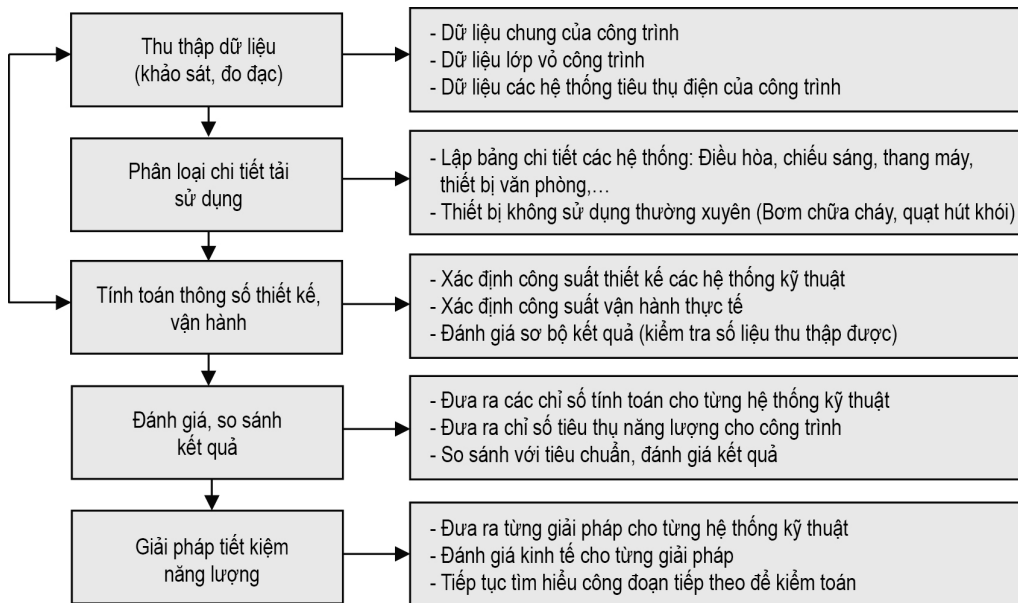 Thu thập dữ liệu
(khảo sát, đo đạc)
- Dữ liệu chung của công trình
- Dữ liệu lớp vỏ công trình
- Dữ liệu các hệ thống tiêu thụ điện của công trình
Phân loại chi tiết tải
sử dụng
- Lập bảng chi tiết các hệ thống: Điều hòa, chiếu sáng, thang máy,
thiết bị văn phòng,...
- Thiết bị không sử dụng thường xuyên (Bơm chữa cháy, quạt hút khói)
Tính toán thông số thiết kế,
vận hành
- Xác định công suất thiết kế các hệ thống kỹ thuật
- Xác định công suất vận hành thực tế
- Đánh giá sơ bộ kết quả (kiểm tra số liệu thu thập được)
Đánh giá, so sánh
kết quả
- Đưa ra các chỉ số tính toán cho từng hệ thống kỹ thuật
- Đưa ra chỉ số tiêu thụ năng lượng cho công trình
- So sánh với tiêu chuẩn, đánh giá kết quả
Giải pháp tiết kiệm
năng lượng
- Đưa ra từng giải pháp cho từng hệ thống kỹ thuật
- Đánh giá kinh tế cho từng giải pháp
- Tiếp tục tìm hiểu công đoạn tiếp theo để kiểm toán